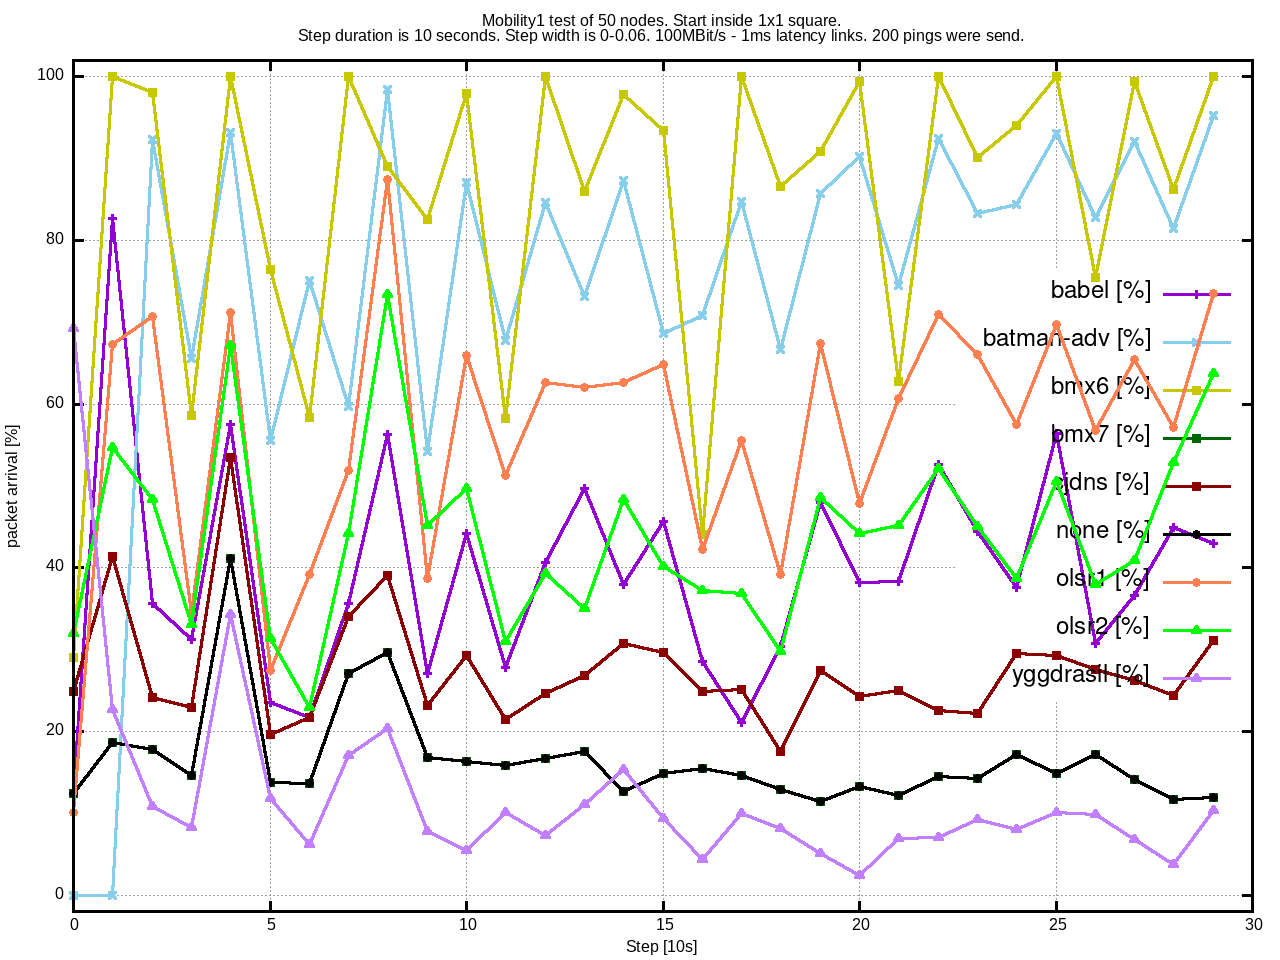 Mobility1 test of 50 nodes. Start inside 1x1 square.
Step duration is 10 seconds. Step width is 0-0.06. 100MBit/s - 1ms latency links. 200 pings were send.
100
80
60
40
20
0
packet arrival [%]
babel [%]
batman-adv [%]
bmx6 [%]
bmx7 [%]
cjdns [%]
none [%]
olsr1 [%]
olsr2 [%]
yggdrasil [%]
0 5 10 15 20 25 30
Step [10s]